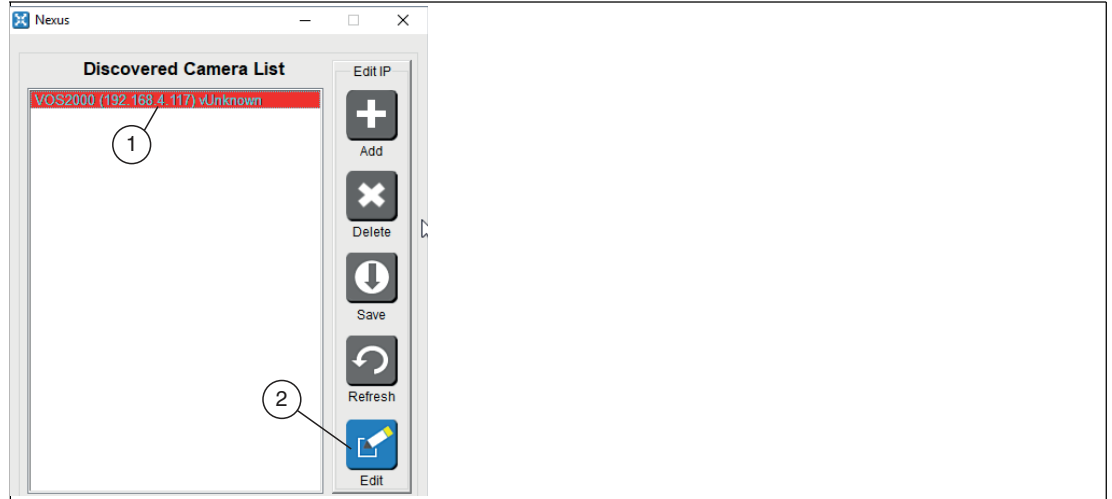 Nexus
Discovered Camera List
Edit IP
VOS2000 (192.168.4.117) vUnknown
1
Add
Delete
Save
2
Refresh
Edit